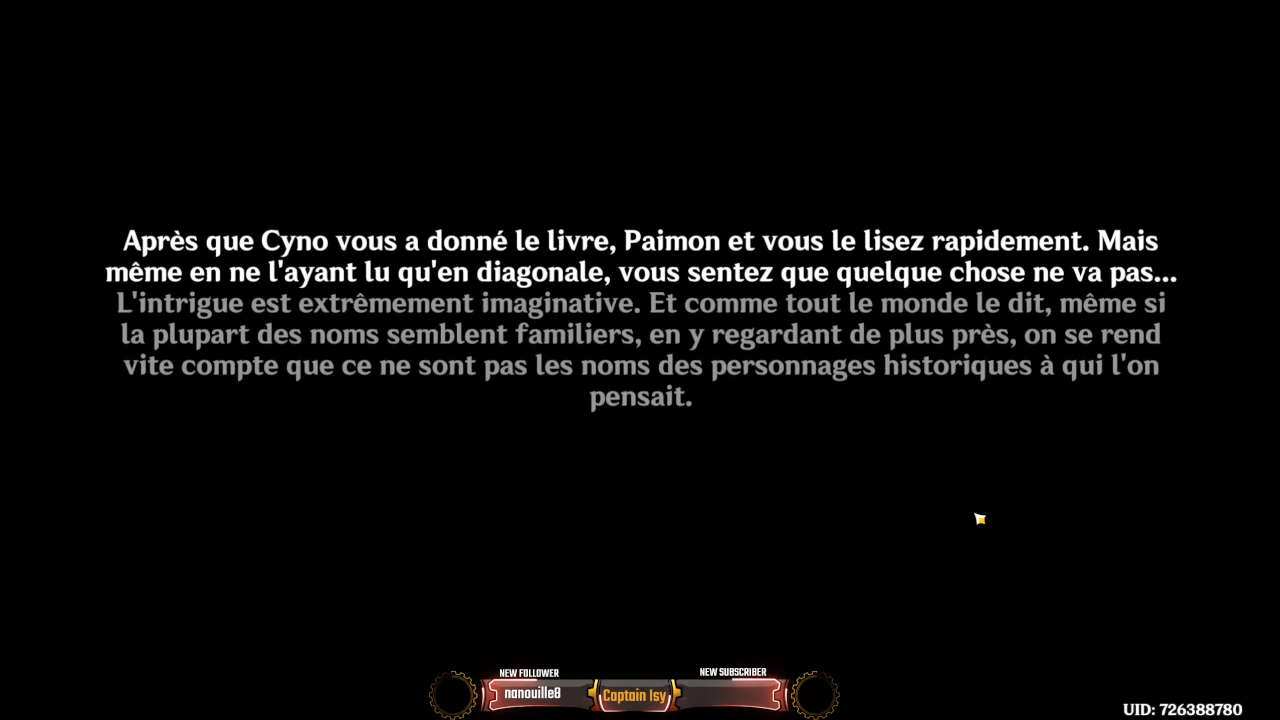 Après que Cyno vous a donné le livre, Paimon et vous le lisez rapidement. Mais
même en ne l'ayant lu qu'en diagonale, vous sentez que quelque chose ne va pas...
L'intrigue est extrêmement imaginative. Et comme tout le monde le dit, même si
la plupart des noms semblent familiers, en y regardant de plus près, on se rend
vite compte que ce ne sont pas les noms des personnages historiques à qui l'on
pensait.
NEW FOLLOWER
NEW SUBSCRIBER
nanouille8
Captain Isy
UID: 726388780